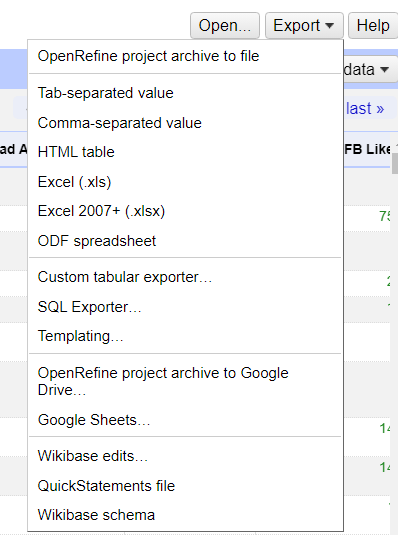 Open...
Export
Help
OpenRefine project archive to file
data
Tab-separated value
last »
Comma-separated value
ad A
HTML table
FB Like
Excel (.xls)
Excel 2007+ (.xlsx)
75
ODF spreadsheet
Custom tabular exporter…
2
SQL Exporter…
Templating…
OpenRefine project archive to Google
Drive…
Google Sheets…
14
Wikibase edits…
14
QuickStatements file
Wikibase schema